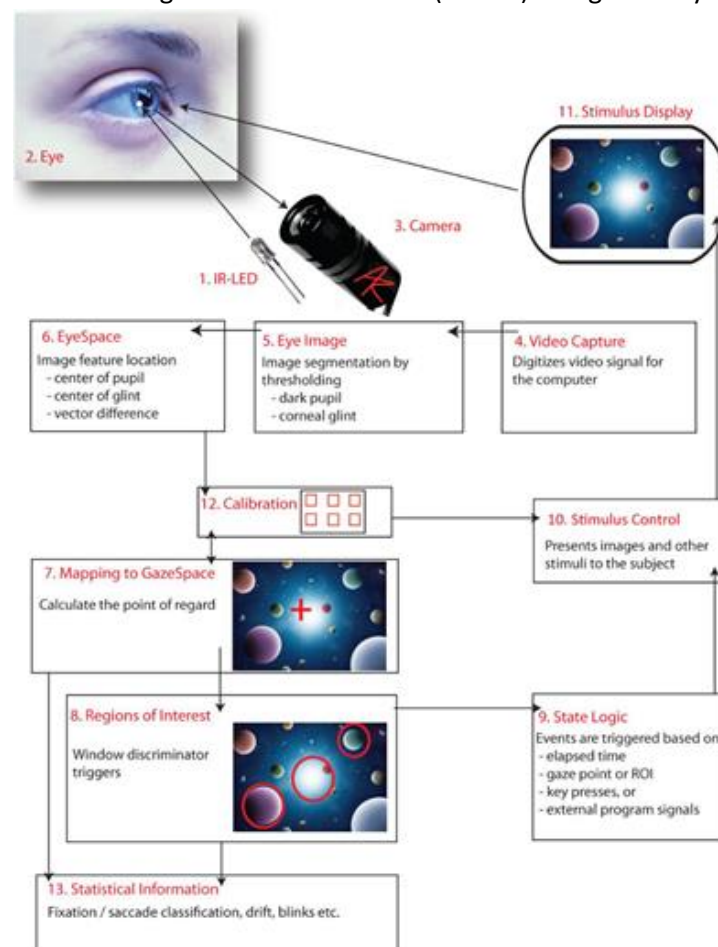 11. Stimulus Display
2. Eye
3. Camera
1. IR-LED
6. EyeSpace
Image feature location
- center of pupil
- center of glint
- vector difference
5. Eye Image
Image segmentation by
thresholding
- dark pupil
- corneal glint
4. Video Capture
Digitizes video signal for
the computer
12. Calibration
10. Stimulus Control
Presents images and other
stimuli to the subject
7. Mapping to GazeSpace
Calculate the point of regard
8. Regions of Interest
Window discriminator
triggers
9. State Logic
Events are triggered based on
- elapsed time
- gaze point or ROI
- key presses, or
- external program signals
13. Statistical Information
Fixation / saccade classification, drift, blinks etc.